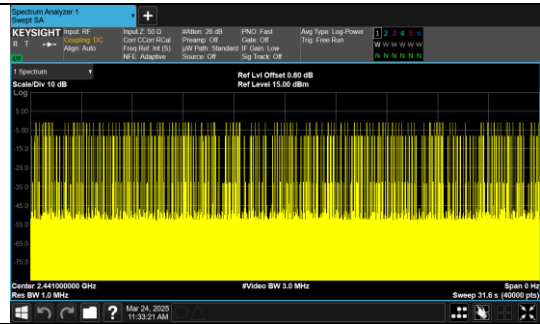 Spectrum Analyzer 1
Swept SA
+
KEYSIGHT Input: RF Input Z: 50 Ω #Atten: 26 dB PNO: Fast Avg Type: Log-Power 1 2 3 4 5 6
R T Coupling: DC Corr CCorr RCal Preamp: Off Gate: Off Trig: Free Run W W W W W W
Align: Auto Freq Ref: Int (S) µW Path: Standard IF Gain: Low
NFE: Adaptive Source: Off Sig Track: Off N N N N N N
1 Spectrum
Ref Lvl Offset 0.80 dB
Scale/Div 10 dB Ref Level 15.00 dBm
Log
5.00
-5.00
-15.0
-25.0
-35.0
-45.0
-55.0
-65.0
-75.0
Center 2.441000000 GHz #Video BW 3.0 MHz Span 0 Hz
Res BW 1.0 MHz Sweep 31.6 s (40000 pts)
? Mar 24, 2025
11:33:21 AM